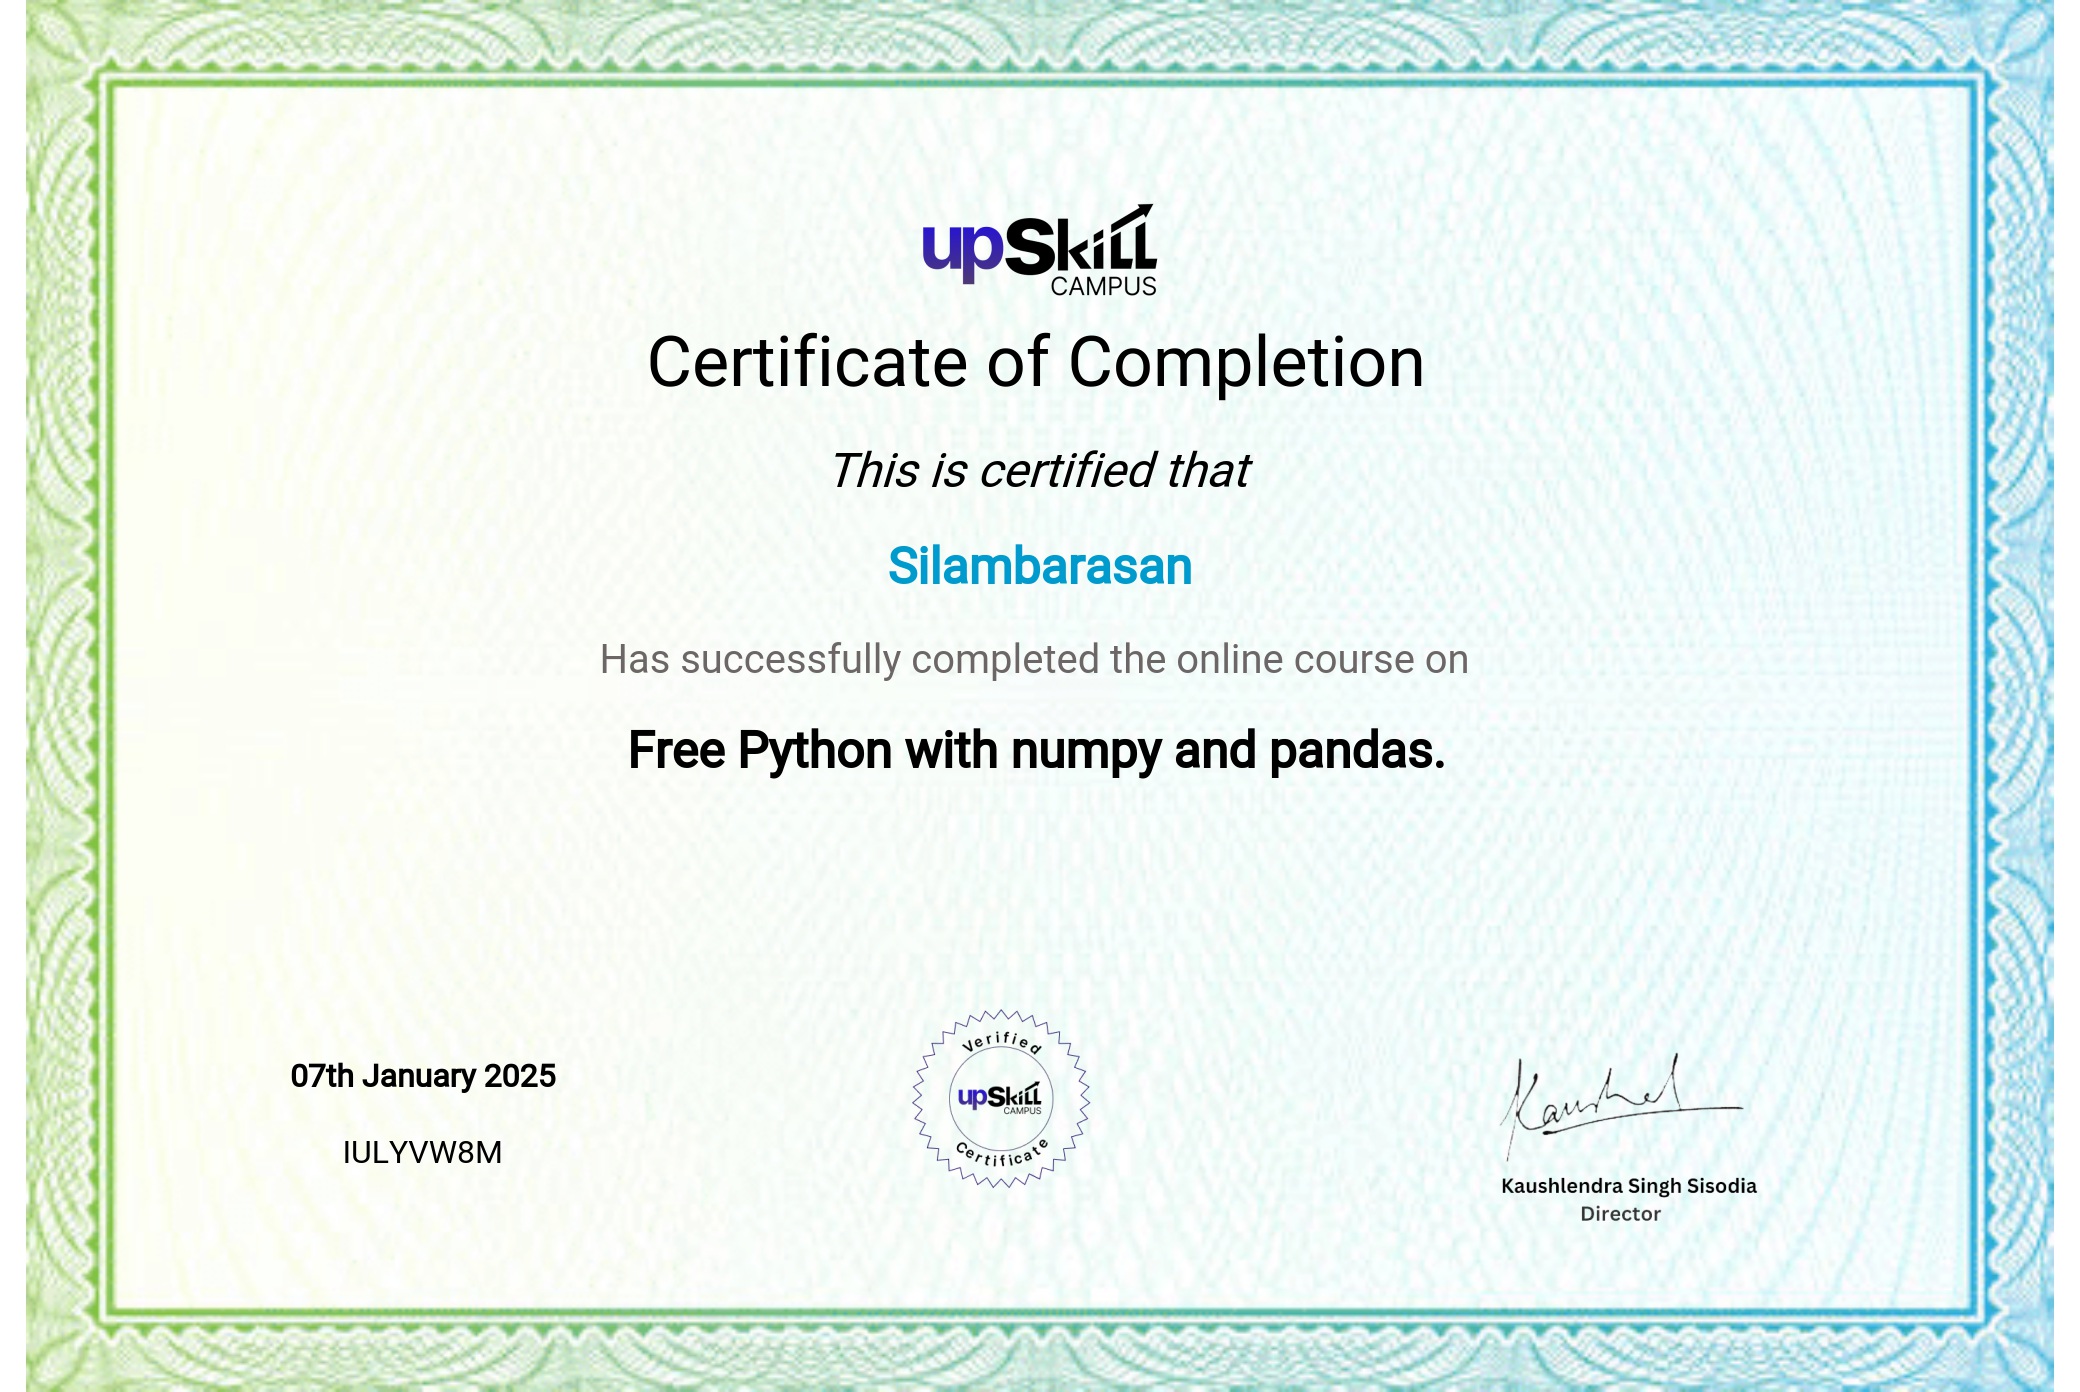 upSkill
CAMPUS
Certificate of Completion
This is certified that
Silambarasan
Has successfully completed the online course on
Free Python with numpy and pandas.
07th January 2025
IULYVW8M
Verified
upSkill
CAMPUS
Certificate
Kaushal
Kaushlendra Singh Sisodia
Director